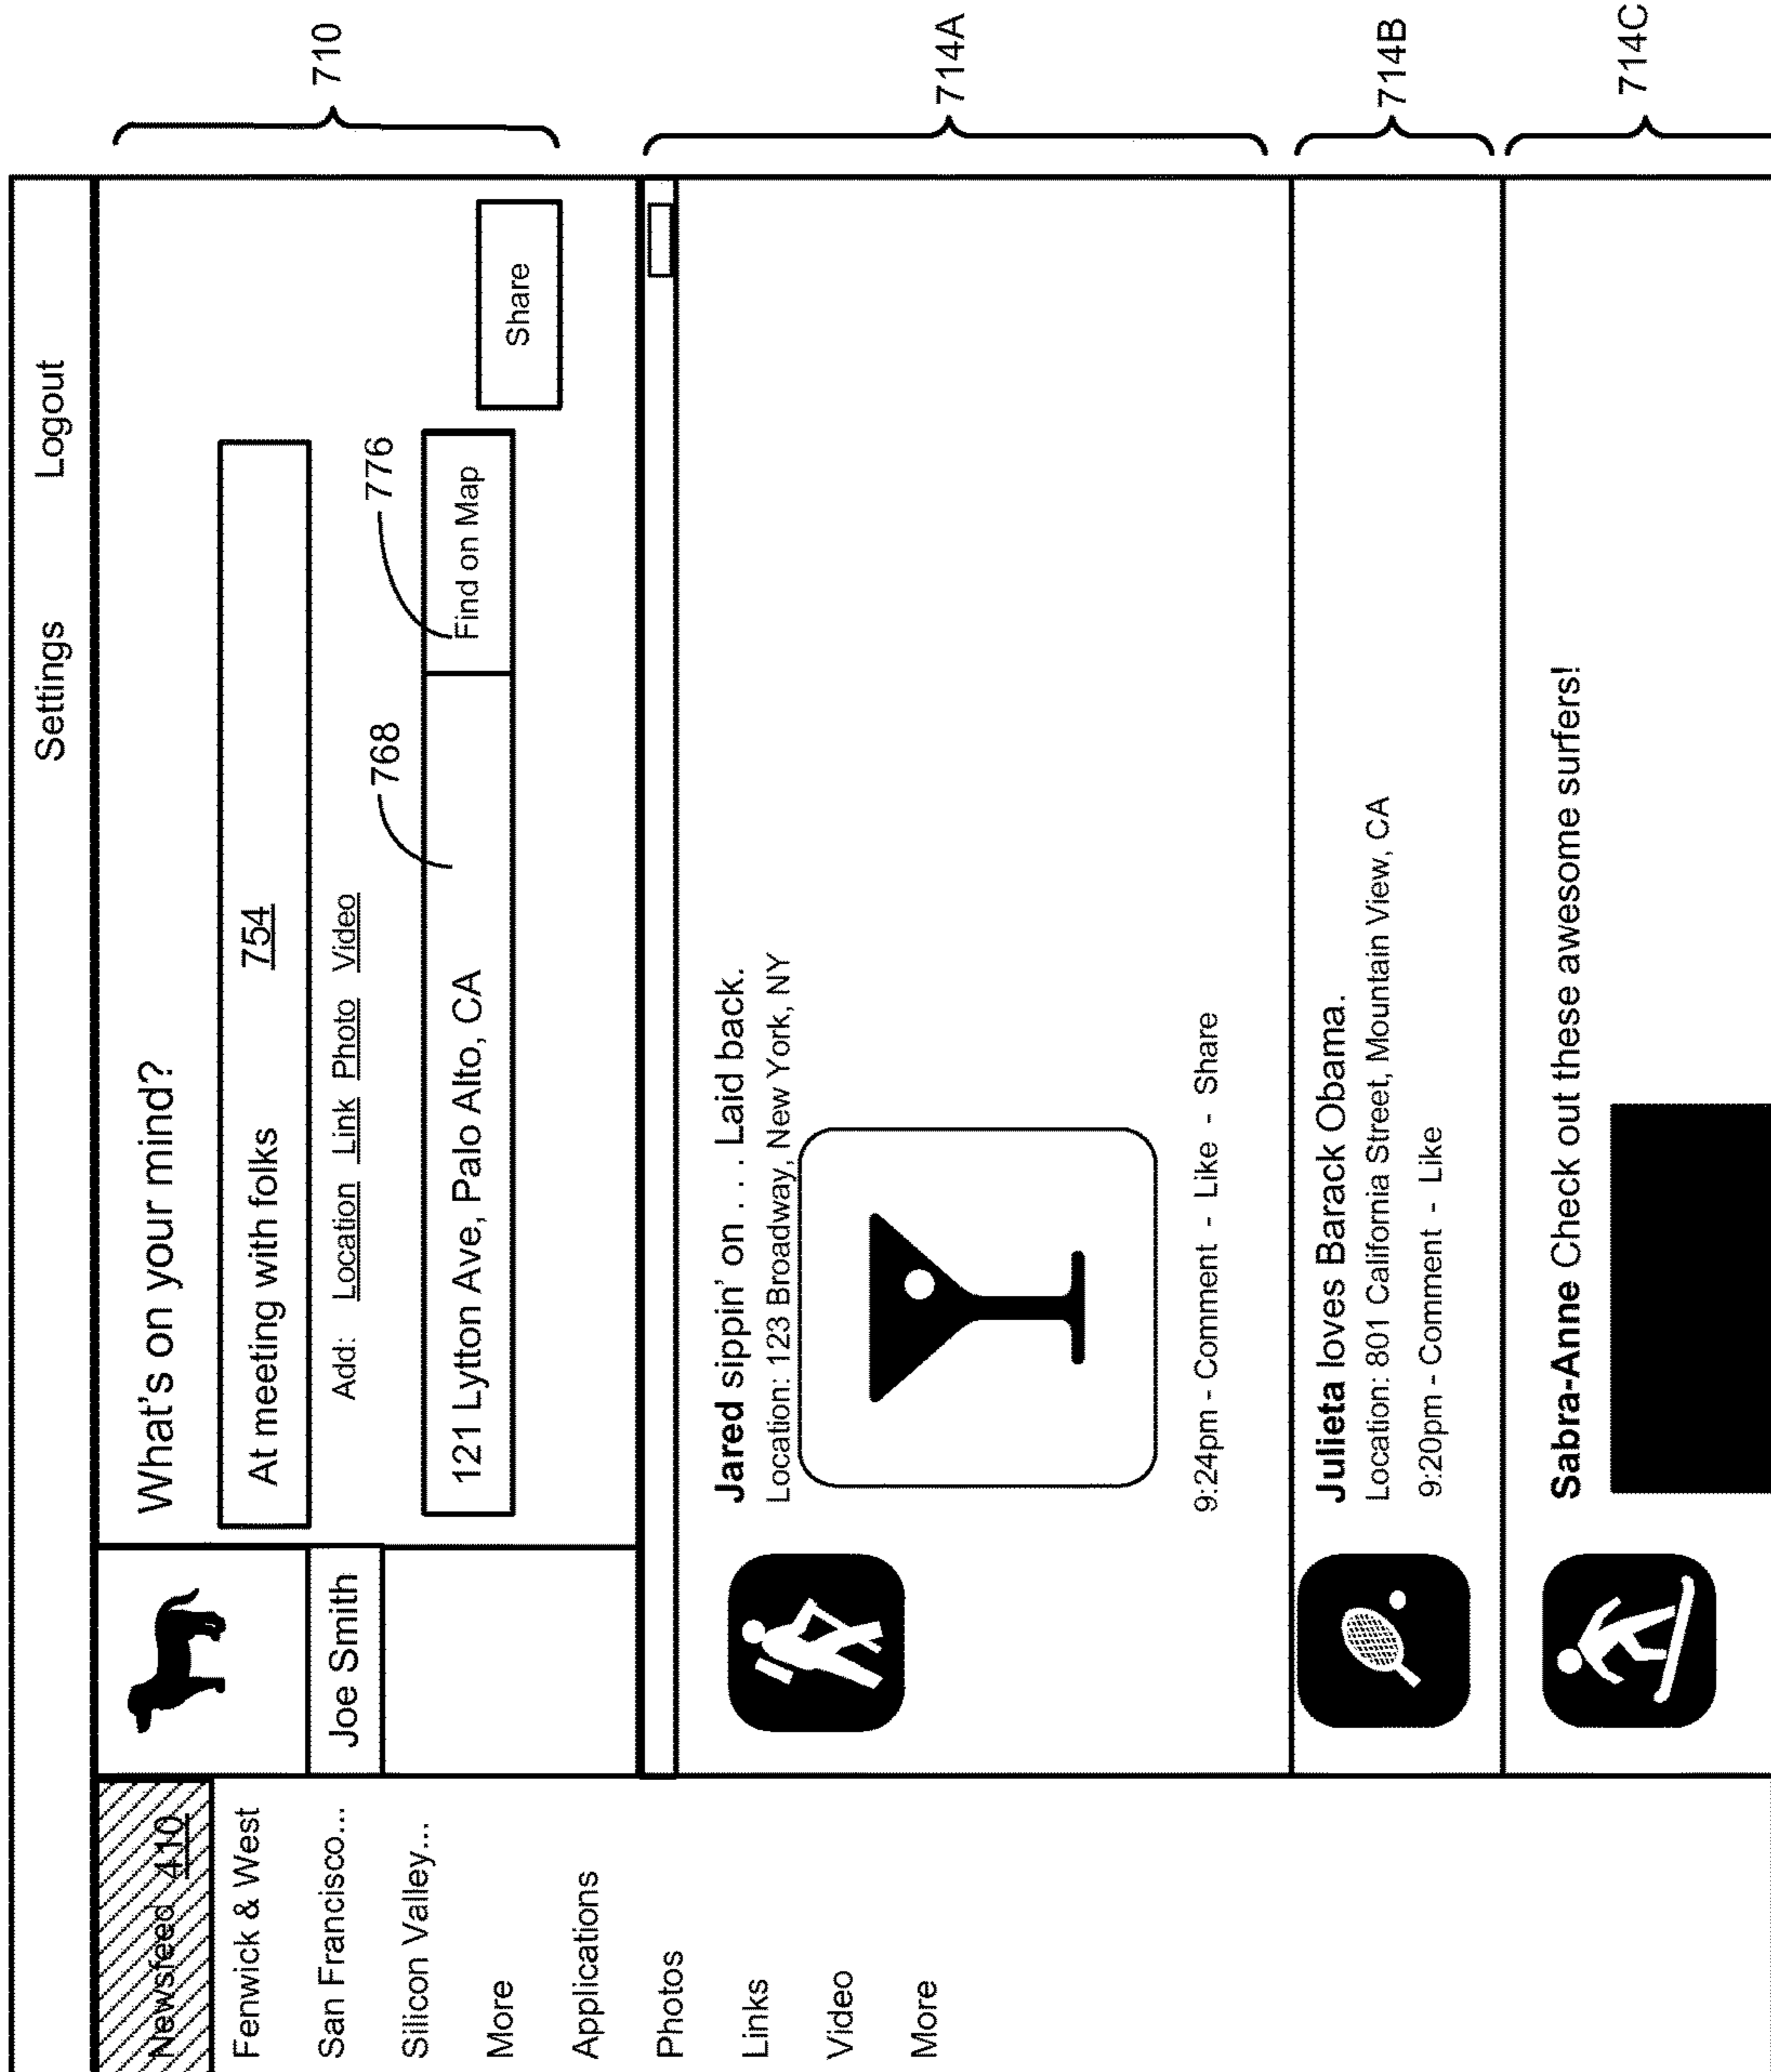 Settings Logout
Newsfeed 410
Fenwick & West
San Francisco...
Silicon Valley...
More
Applications
Photos
Links
Video
More
Joe Smith
What's on your mind?
At meeting with folks 754
Add: Location Link Photo Video
768
776
121 Lytton Ave, Palo Alto, CA
Find on Map
Share
710
Jared sippin' on . . . Laid back.
Location: 123 Broadway, New York, NY
9:24pm - Comment - Like - Share
714A
Julieta loves Barack Obama.
Location: 801 California Street, Mountain View, CA
9:20pm - Comment - Like
714B
Sabra-Anne Check out these awesome surfers!
714C